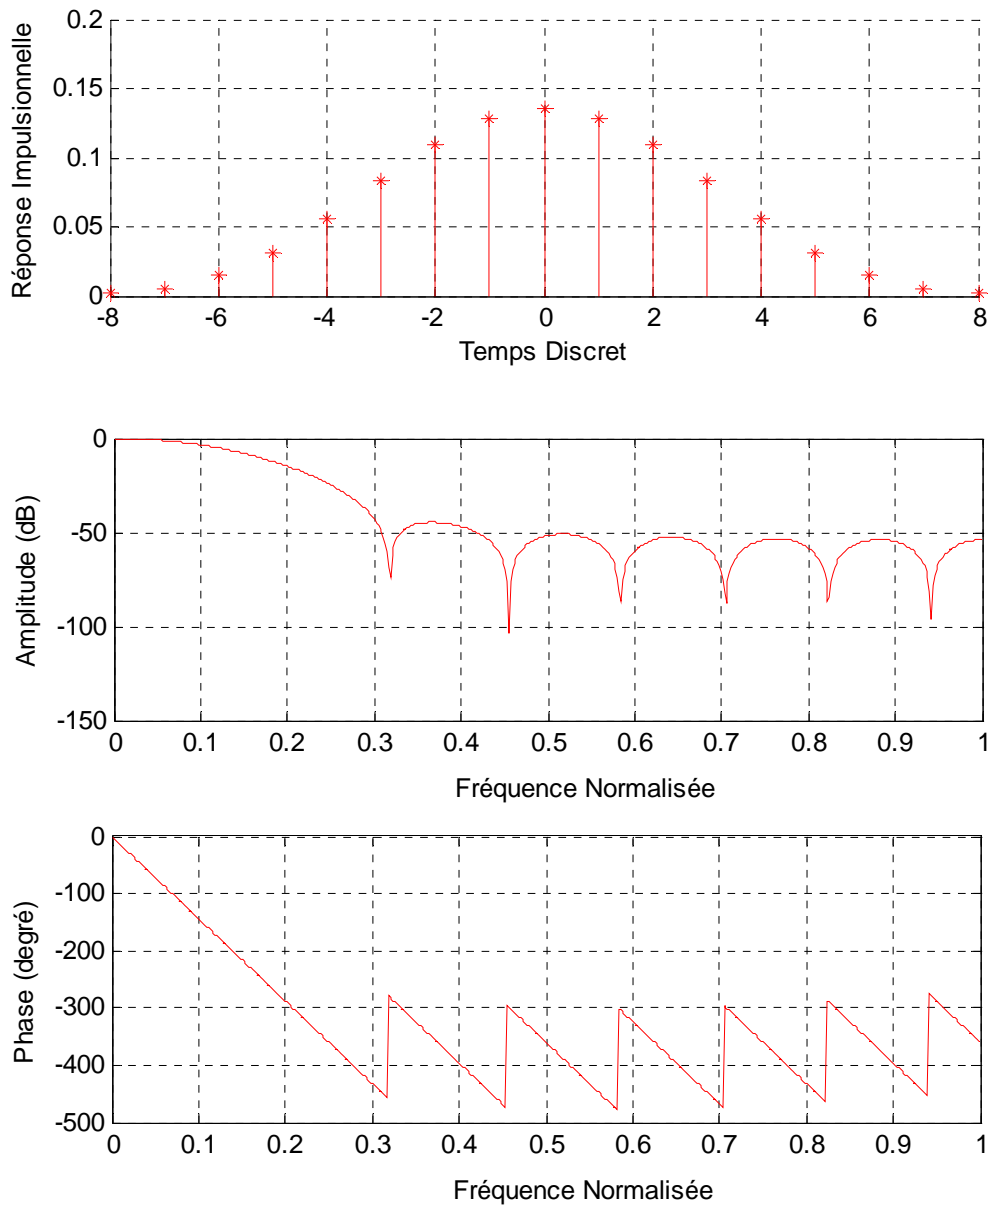 Réponse Impulsionnelle
0.2
0.15
0.1
0.05
0
-8 -6 -4 -2 0 2 4 6 8
Temps Discret
Amplitude (dB)
0
-50
-100
-150
0 0.1 0.2 0.3 0.4 0.5 0.6 0.7 0.8 0.9 1
Fréquence Normalisée
Phase (degré)
0
-100
-200
-300
-400
-500
0 0.1 0.2 0.3 0.4 0.5 0.6 0.7 0.8 0.9 1
Fréquence Normalisée